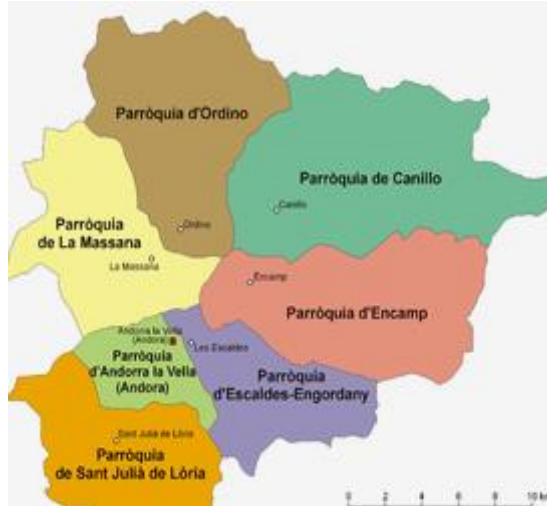 Parròquia d'Ordino
Parròquia de Canillo
Canillo
Ordino
Parròquia
de La Massana
La Massana
Encamp
Parròquia d'Encamp
Andorra la Vella
(Andora)
Les Escaldes
Parròquia
d'Andorra la Vella
(Andora)
Parròquia
d'Escaldes-Engordany
Sant Julià de Lòria
Parròquia
de Sant Julià de Lòria
0 2 4 6 8 10 k